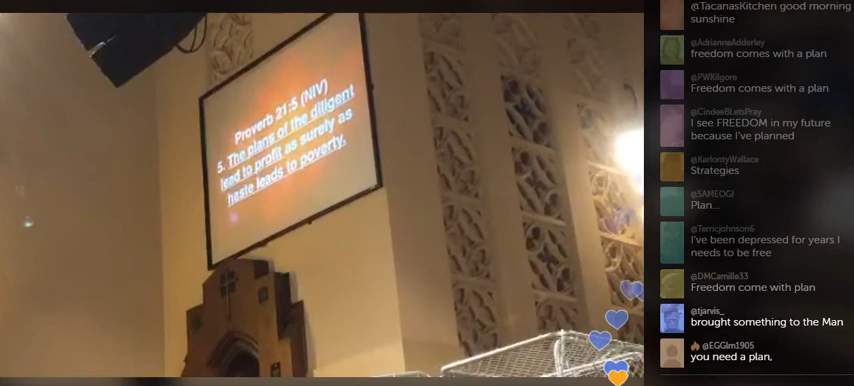 Proverb 21:5 (NIV)
5. The plans of the diligent
lead to profit as surely as
haste leads to poverty.
@TacanasKitchen good morning
sunshine
@AdrianneAdderley
freedom comes with a plan
@PWKilgore
Freedom comes with a plan
@CindeeBLetsPray
I see FREEDOM in my future
because I've planned
@KarlontyWallace
Strategies
@SAMEOGI
Plan...
@Terricjohnson6
I've been depressed for years I
needs to be free
@DMCamille33
Freedom come with plan
@tjarvis_
brought something to the Man
@EGGIm1905
you need a plan,